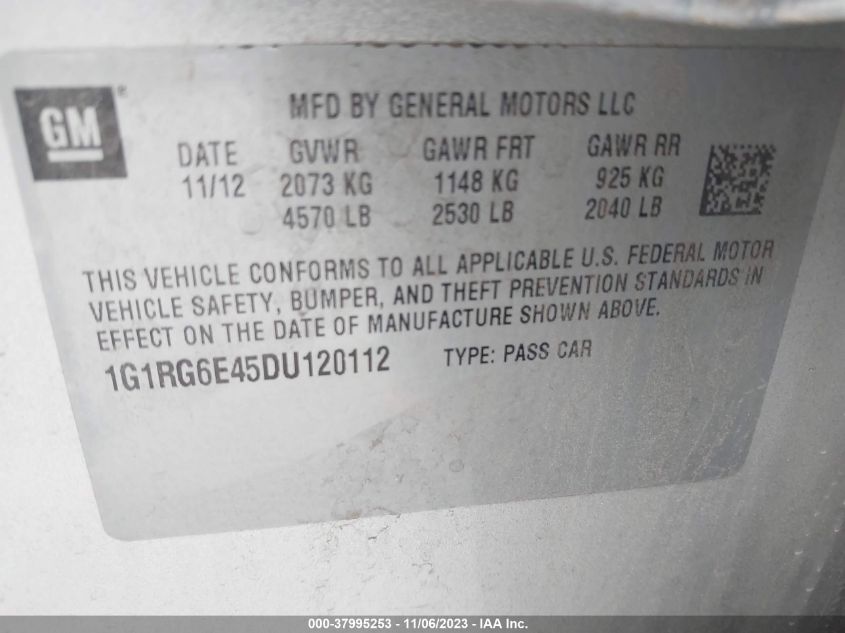 GM
®
MFD BY GENERAL MOTORS LLC
DATE GVWR GAWR FRT GAWR RR
11/12 2073 KG 1148 KG 925 KG
4570 LB 2530 LB 2040 LB
THIS VEHICLE CONFORMS TO ALL APPLICABLE U.S. FEDERAL MOTOR
VEHICLE SAFETY, BUMPER, AND THEFT PREVENTION STANDARDS IN
EFFECT ON THE DATE OF MANUFACTURE SHOWN ABOVE.
1G1RG6E45DU120112 TYPE: PASS CAR
000-37995253 - 11/06/2023 - IAA Inc.